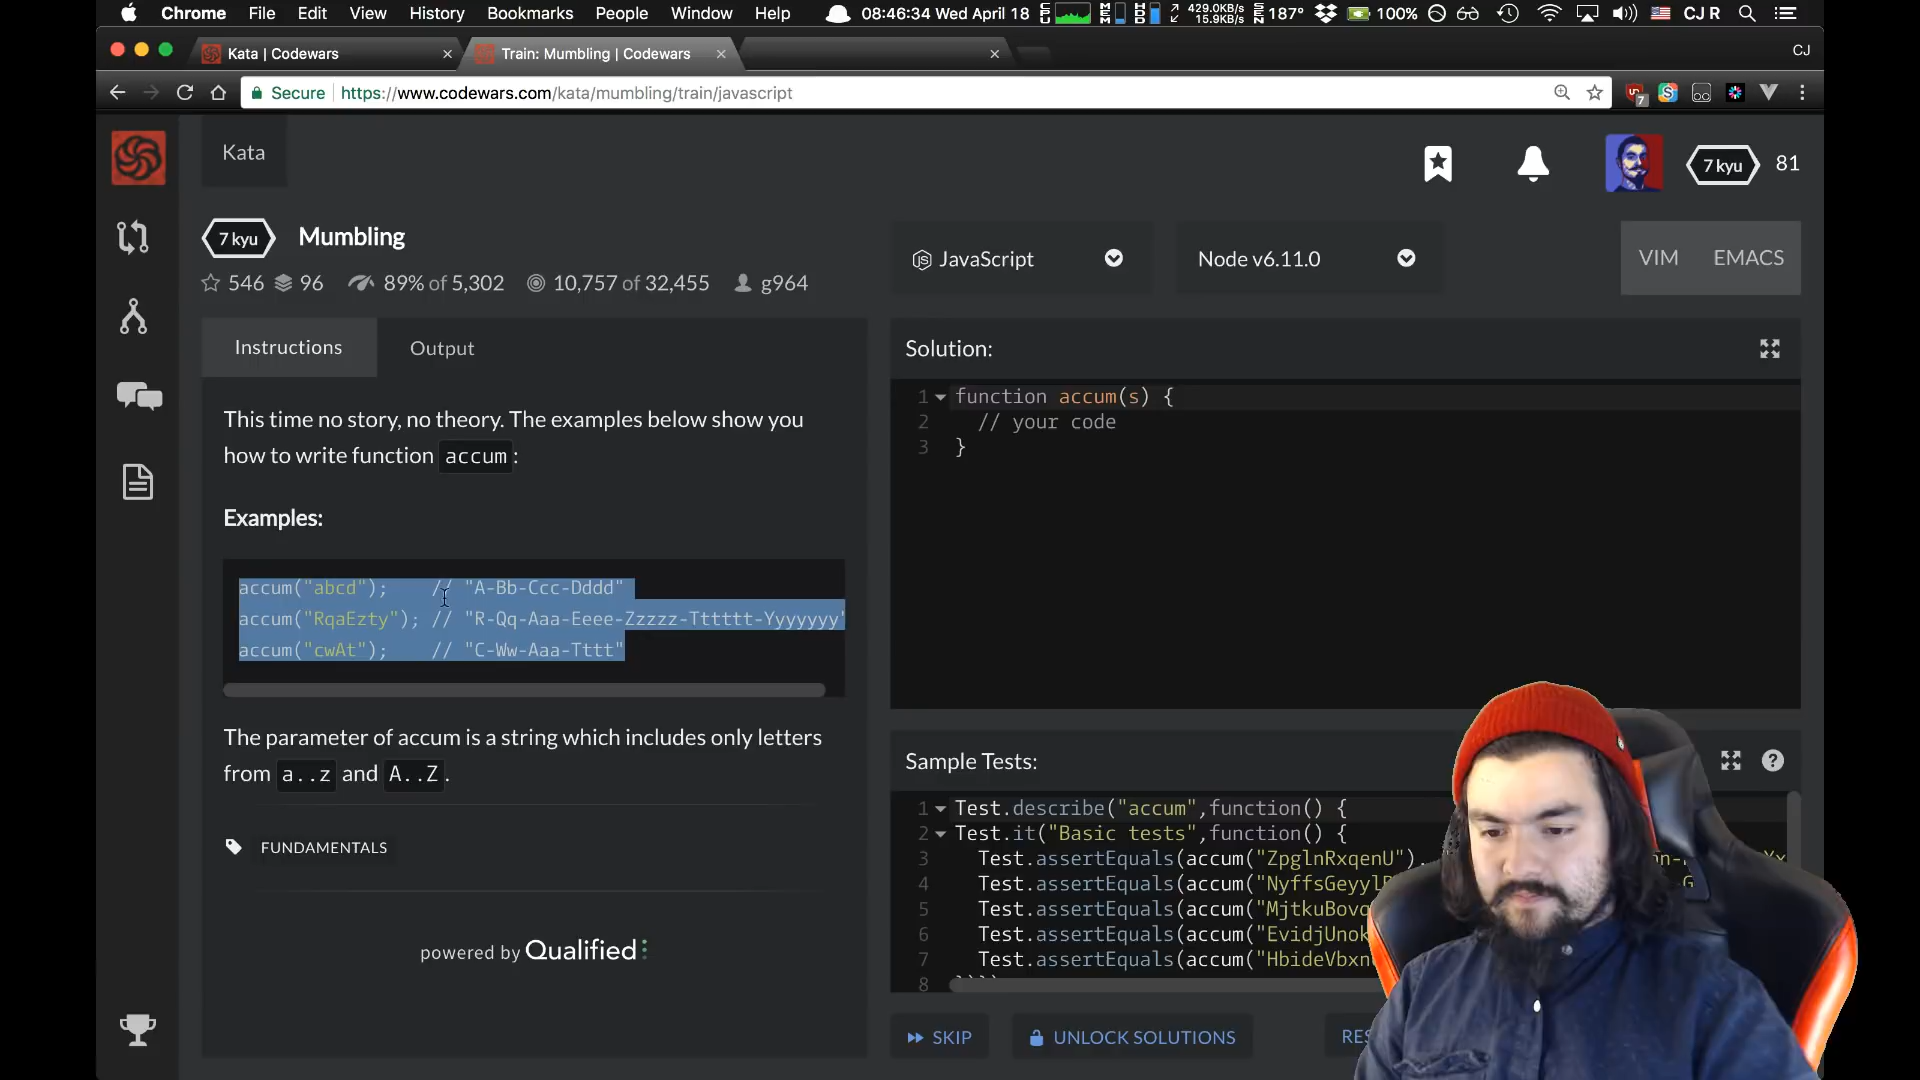 Chrome File Edit View History Bookmarks People Window Help 08:46:34 Wed April 18 429.0KB/s 15.9KB/s 187° 100% CJ R
Kata | Codewars × Train: Mumbling | Codewars × × CJ
Secure https://www.codewars.com/kata/mumbling/train/javascript 7
Kata
7 kyu 81
7 kyu Mumbling
546 96 89% of 5,302 10,757 of 32,455 g964
JavaScript Node v6.11.0 VIM EMACS
Instructions Output
This time no story, no theory. The examples below show you
how to write function accum:
Examples:
accum("abcd"); // "A-Bb-Ccc-Dddd"
accum("RqaEzty"); // "R-Qq-Aaa-Eeee-Zzzzz-Tttttt-Yyyyyyy"
accum("cwAt"); // "C-Ww-Aaa-Tttt"
The parameter of accum is a string which includes only letters
from a..z and A..Z.
FUNDAMENTALS
powered by Qualified
Solution:
1 function accum(s) {
2 // your code
3 }
Sample Tests: ?
1 Test.describe("accum",function() {
2 Test.it("Basic tests",function() {
3 Test.assertEquals(accum("ZpglnRxqenU"),
4 Test.assertEquals(accum("NyffsGeyylB
5 Test.assertEquals(accum("MjtkuBovq
6 Test.assertEquals(accum("EvidjUnok
7 Test.assertEquals(accum("HbideVbxn
8
SKIP UNLOCK SOLUTIONS RES